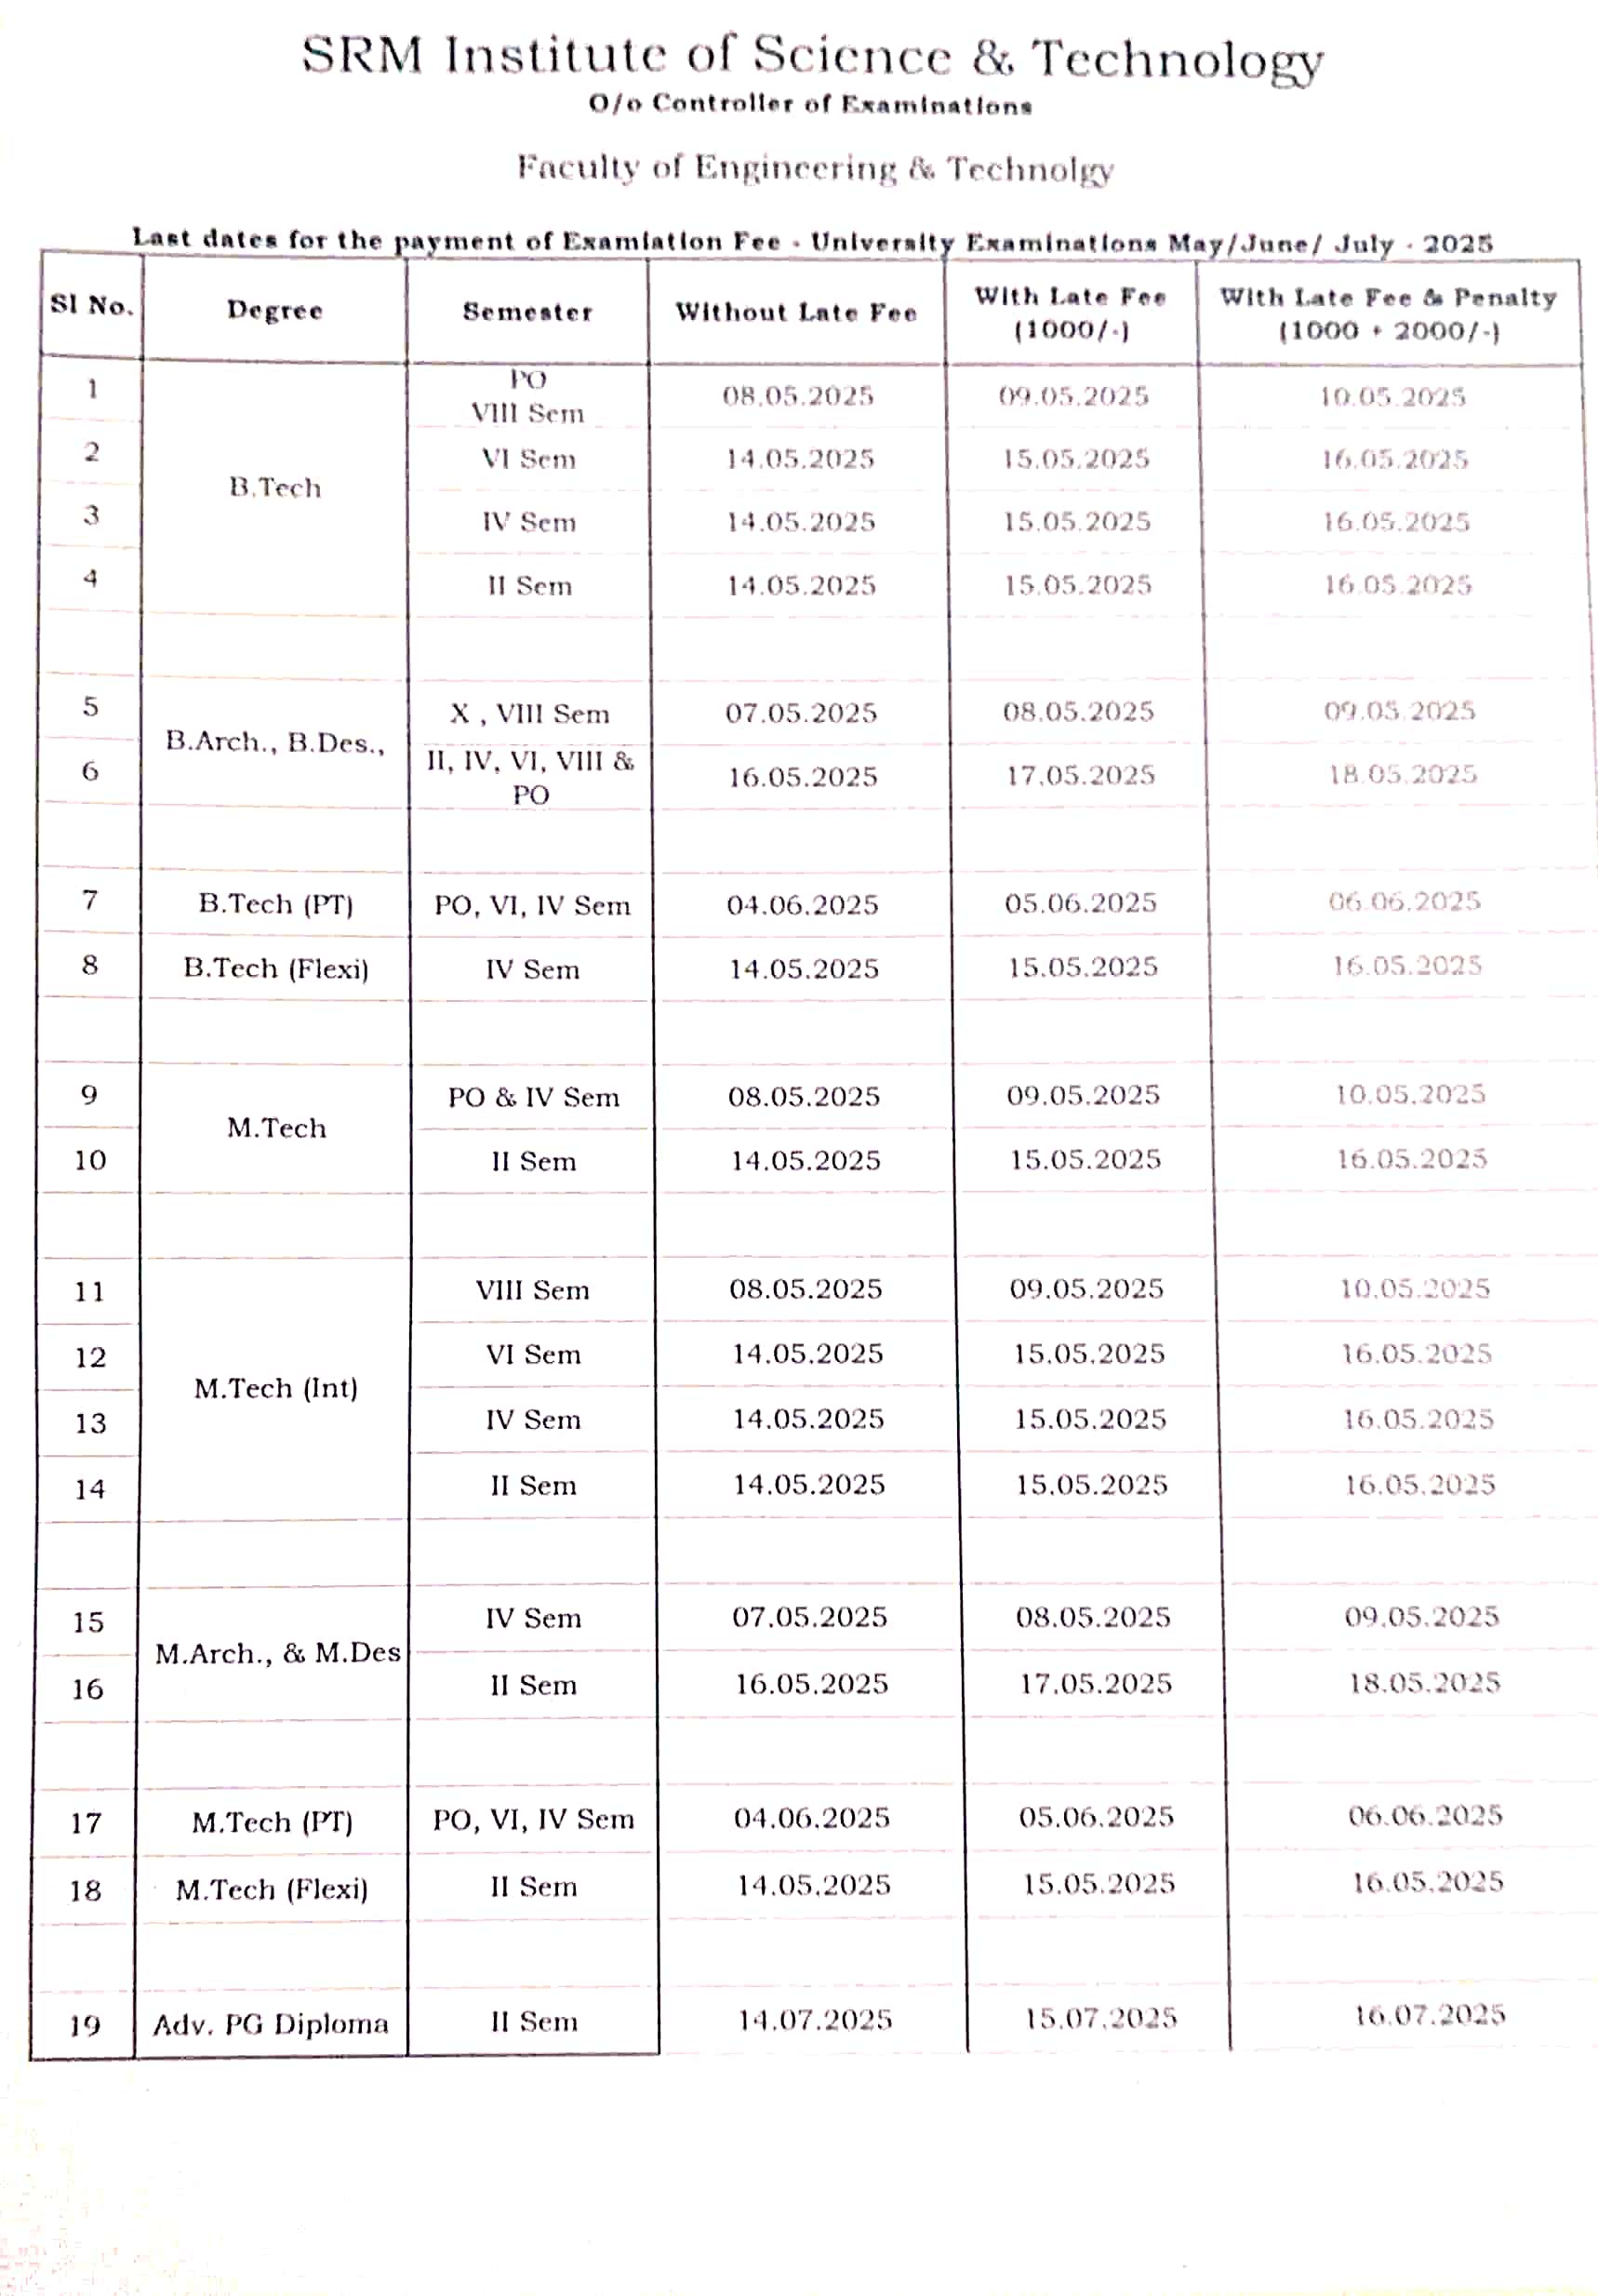 SRM Institute of Science & Technology
O/o Controller of Examinations
Faculty of Engineering & Technolgy
Last dates for the payment of Examiation Fee - University Examinations May/June/ July - 2025
Sl No. Degree Semester Without Late Fee With Late Fee (1000/-) With Late Fee & Penalty (1000 + 2000/-)
1 B.Tech PO VIII Sem 08.05.2025 09.05.2025 10.05.2025
2 VI Sem 14.05.2025 15.05.2025 16.05.2025
3 IV Sem 14.05.2025 15.05.2025 16.05.2025
4 II Sem 14.05.2025 15.05.2025 16.05.2025
5 B.Arch., B.Des., X , VIII Sem 07.05.2025 08.05.2025 09.05.2025
6 II, IV, VI, VIII & PO 16.05.2025 17.05.2025 18.05.2025
7 B.Tech (PT) PO, VI, IV Sem 04.06.2025 05.06.2025 06.06.2025
8 B.Tech (Flexi) IV Sem 14.05.2025 15.05.2025 16.05.2025
9 M.Tech PO & IV Sem 08.05.2025 09.05.2025 10.05.2025
10 II Sem 14.05.2025 15.05.2025 16.05.2025
11 M.Tech (Int) VIII Sem 08.05.2025 09.05.2025 10.05.2025
12 VI Sem 14.05.2025 15.05.2025 16.05.2025
13 IV Sem 14.05.2025 15.05.2025 16.05.2025
14 II Sem 14.05.2025 15.05.2025 16.05.2025
15 M.Arch., & M.Des IV Sem 07.05.2025 08.05.2025 09.05.2025
16 II Sem 16.05.2025 17.05.2025 18.05.2025
17 M.Tech (PT) PO, VI, IV Sem 04.06.2025 05.06.2025 06.06.2025
18 M.Tech (Flexi) II Sem 14.05.2025 15.05.2025 16.05.2025
19 Adv. PG Diploma II Sem 14.07.2025 15.07.2025 16.07.2025